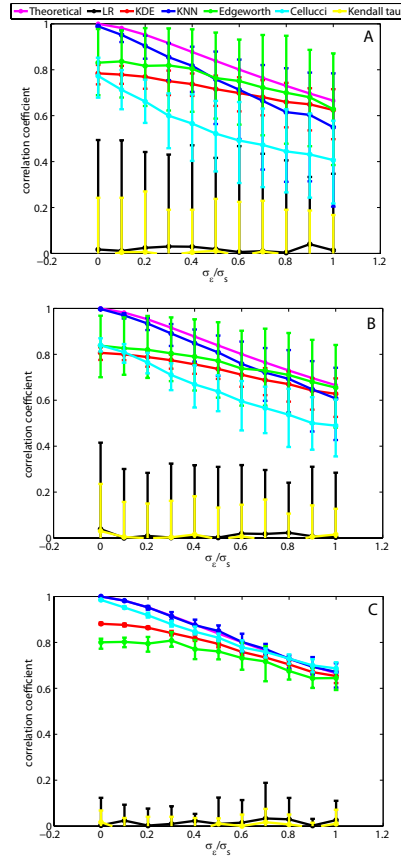 Theoretical LR KDE KNN Edgeworth Cellucci Kendall tau
A
correlation coefficient
1
0.8
0.6
0.4
0.2
0
−0.2 0 0.2 0.4 0.6 0.8 1.0 1.2
σε/σs
B
correlation coefficient
1
0.8
0.6
0.4
0.2
0
−0.2 0 0.2 0.4 0.6 0.8 1.0 1.2
σε/σs
C
correlation coefficient
1
0.8
0.6
0.4
0.2
0
−0.2 0 0.2 0.4 0.6 0.8 1.0 1.2
σε/σs